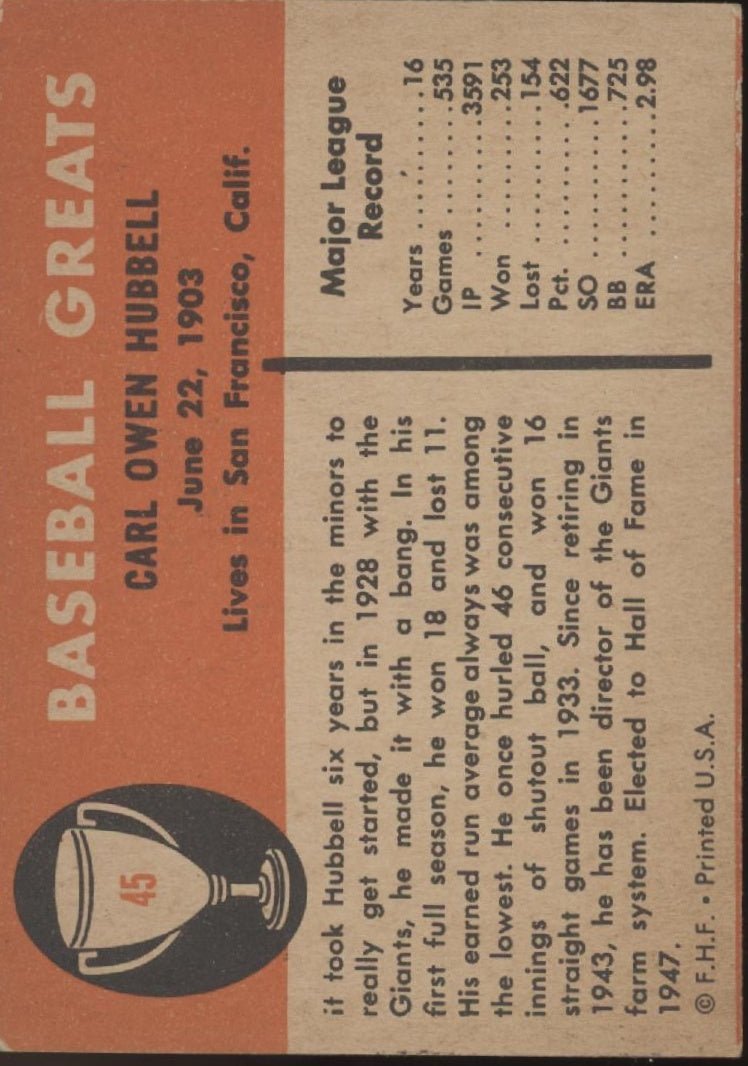 45
BASEBALL GREATS
CARL OWEN HUBBELL
June 22, 1903
Lives in San Francisco, Calif.
it took Hubbell six years in the minors to
really get started, but in 1928 with the
Giants, he made it with a bang. In his
first full season, he won 18 and lost 11.
His earned run average always was among
the lowest. He once hurled 46 consecutive
innings of shutout ball, and won 16
straight games in 1933. Since retiring in
1943, he has been director of the Giants
farm system. Elected to Hall of Fame in
1947.
© F.H.F. • Printed U.S.A.
Major League
Record
Years . . . . . . . . . . 16
Games . . . . . . . . 535
IP . . . . . . . . . . . 3591
Won . . . . . . . . . . 253
Lost . . . . . . . . . . 154
Pct. . . . . . . . . . . .622
SO . . . . . . . . . . 1677
BB . . . . . . . . . . . 725
ERA . . . . . . . . . 2.98